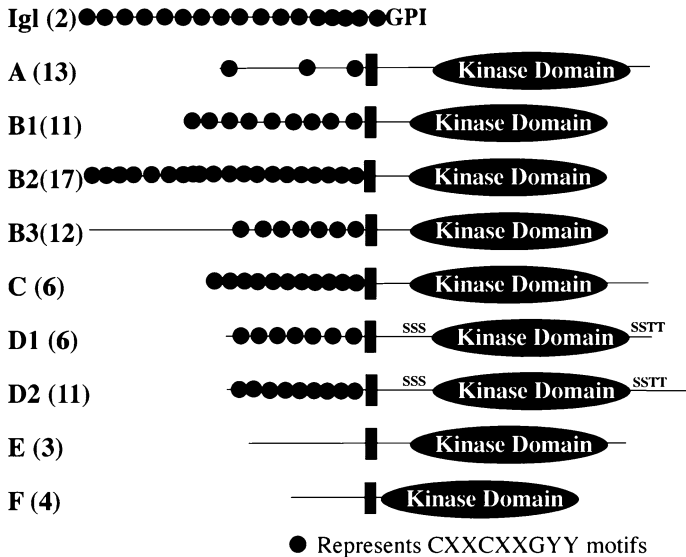 Igl (2) GPI
A (13) Kinase Domain
B1(11) Kinase Domain
B2(17) Kinase Domain
B3(12) Kinase Domain
C (6) Kinase Domain
D1 (6) SSS Kinase Domain SSTT
D2 (11) SSS Kinase Domain SSTT
E (3) Kinase Domain
F (4) Kinase Domain
Represents CXXCXXGYY motifs